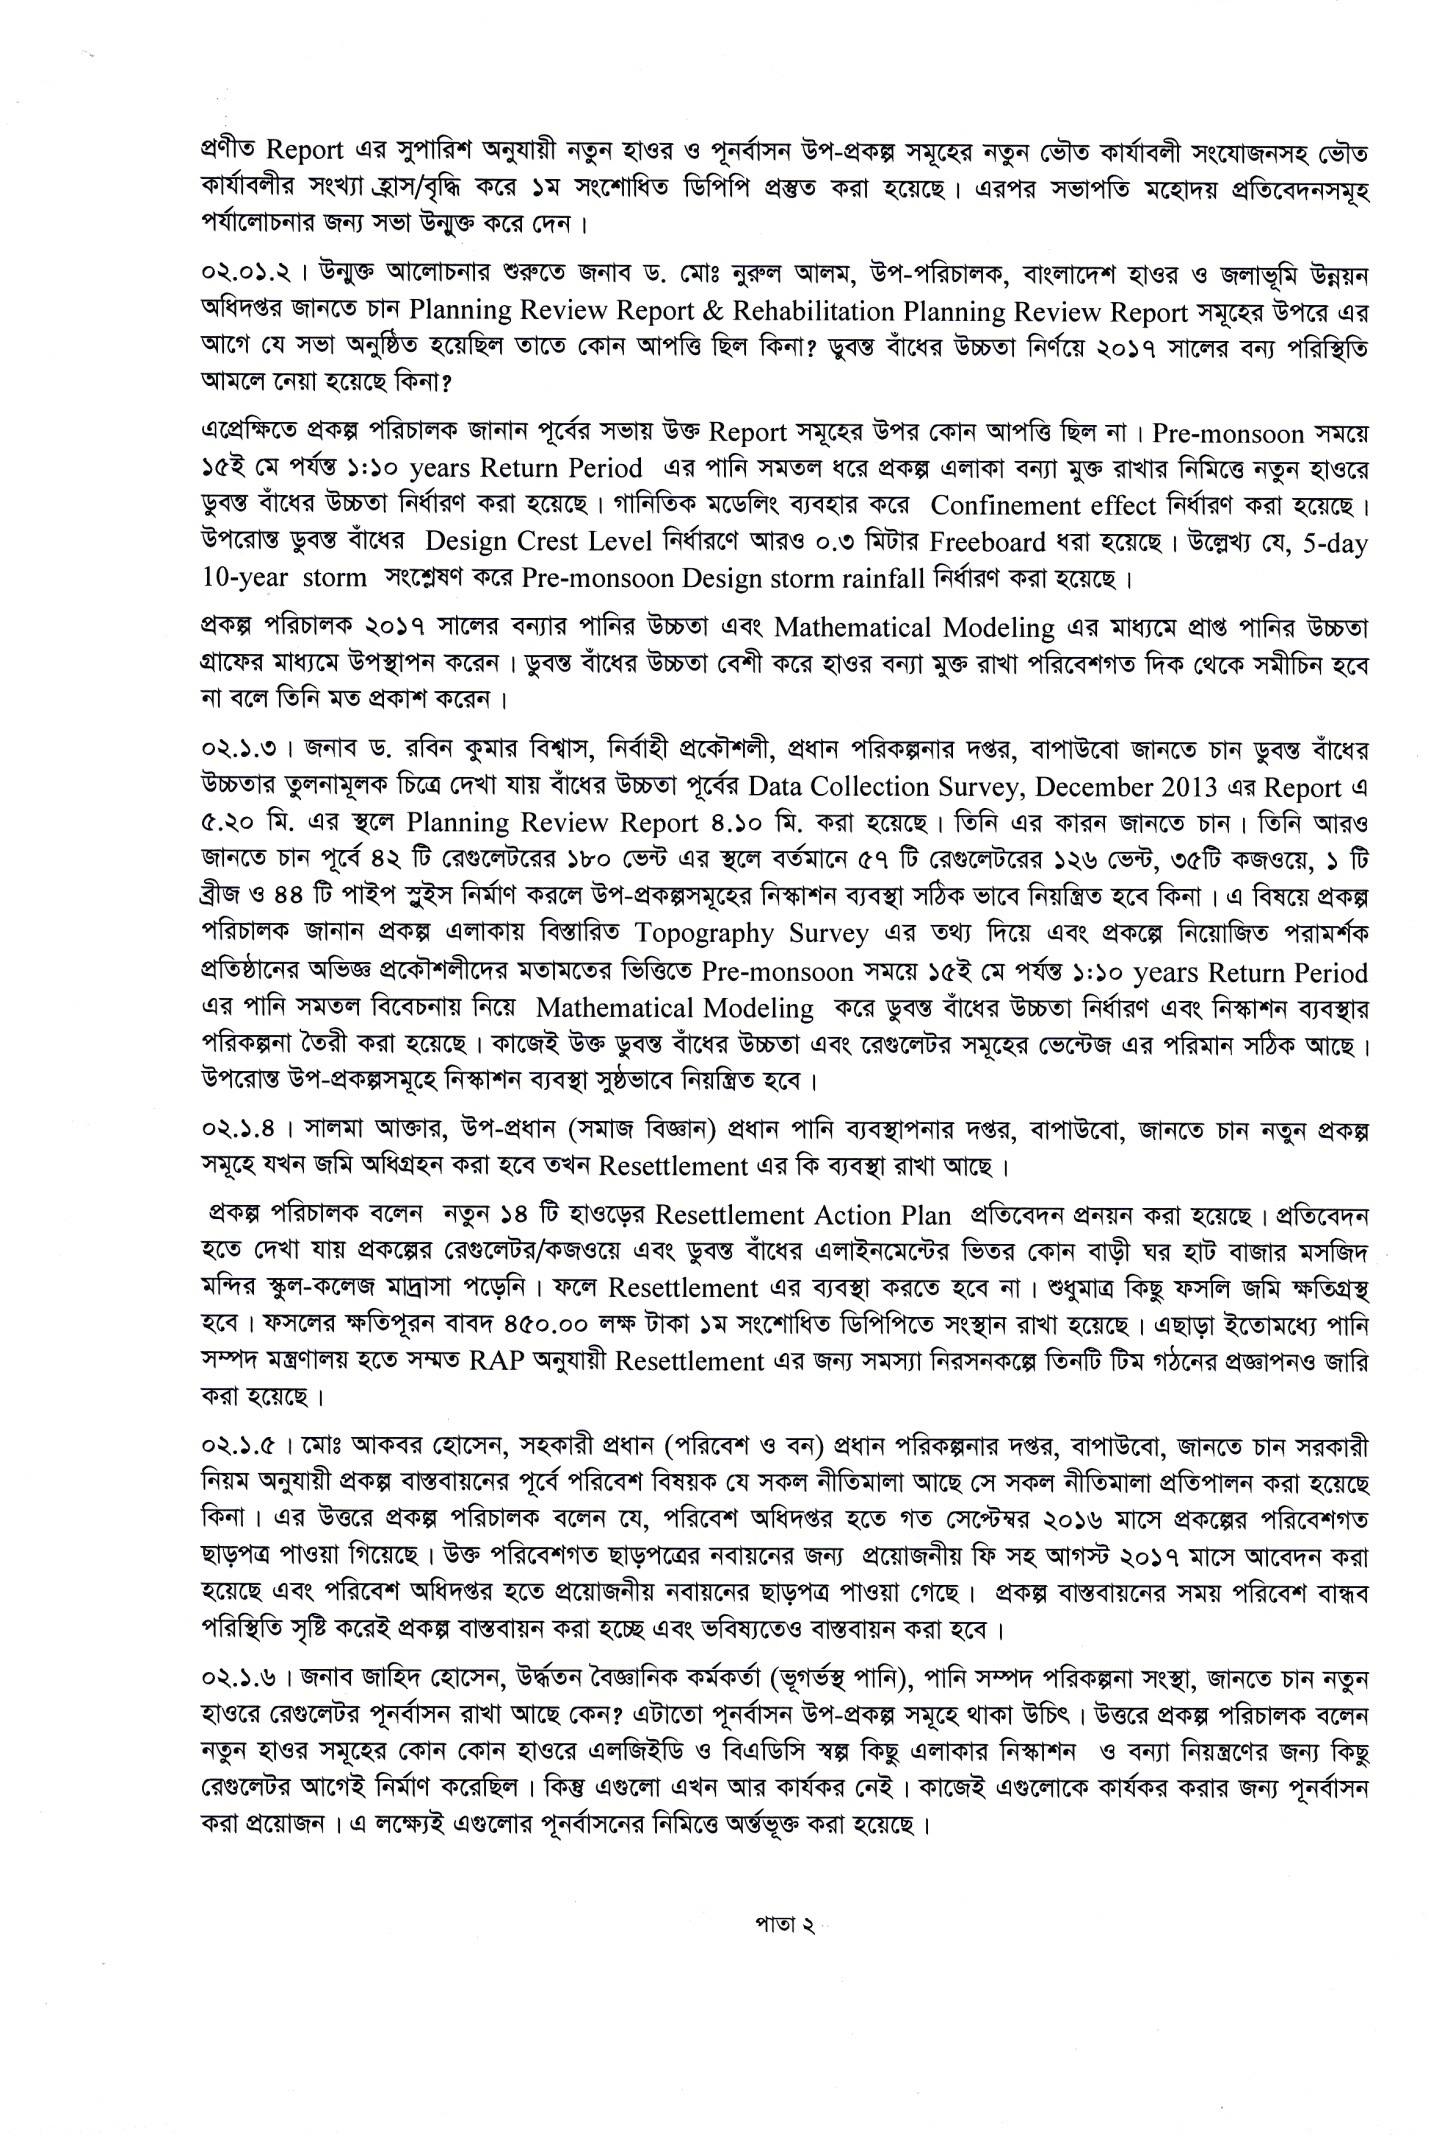 প্রণীত Report এর সুপারিশ অনুযায়ী নতুন হাওর ও পূনর্বাসন উপ-প্রকল্প সমূহের নতুন ভৌত কার্যাবলী সংযোজনসহ ভৌত
কার্যাবলীর সংখ্যা হ্রাস/বৃদ্ধি করে ১ম সংশোধিত ডিপিপি প্রস্তুত করা হয়েছে। এরপর সভাপতি মহোদয় প্রতিবেদনসমূহ
পর্যালোচনার জন্য সভা উন্মুক্ত করে দেন।
০২.০১.২। উন্মুক্ত আলোচনার শুরুতে জনাব ড. মোঃ নুরুল আলম, উপ-পরিচালক, বাংলাদেশ হাওর ও জলাভূমি উন্নয়ন
অধিদপ্তর জানতে চান Planning Review Report & Rehabilitation Planning Review Report সমূহের উপরে এর
আগে যে সভা অনুষ্ঠিত হয়েছিল তাতে কোন আপত্তি ছিল কিনা? ডুবন্ত বাঁধের উচ্চতা নির্ণয়ে ২০১৭ সালের বন্য পরিস্থিতি
আমলে নেয়া হয়েছে কিনা?
এপ্রেক্ষিতে প্রকল্প পরিচালক জানান পূর্বের সভায় উক্ত Report সমূহের উপর কোন আপত্তি ছিল না। Pre-monsoon সময়ে
১৫ই মে পর্যন্ত ১:১০ years Return Period এর পানি সমতল ধরে প্রকল্প এলাকা বন্যা মুক্ত রাখার নিমিত্তে নতুন হাওরে
ডুবন্ত বাঁধের উচ্চতা নির্ধারণ করা হয়েছে। গানিতিক মডেলিং ব্যবহার করে Confinement effect নির্ধারণ করা হয়েছে।
উপরোন্ত ডুবন্ত বাঁধের Design Crest Level নির্ধারণে আরও ০.৩ মিটার Freeboard ধরা হয়েছে। উল্লেখ্য যে, 5-day
10-year storm সংশ্লেষণ করে Pre-monsoon Design storm rainfall নির্ধারণ করা হয়েছে।
প্রকল্প পরিচালক ২০১৭ সালের বন্যার পানির উচ্চতা এবং Mathematical Modeling এর মাধ্যমে প্রাপ্ত পানির উচ্চতা
গ্রাফের মাধ্যমে উপস্থাপন করেন। ডুবন্ত বাঁধের উচ্চতা বেশী করে হাওর বন্যা মুক্ত রাখা পরিবেশগত দিক থেকে সমীচিন হবে
না বলে তিনি মত প্রকাশ করেন।
০২.১.৩। জনাব ড. রবিন কুমার বিশ্বাস, নির্বাহী প্রকৌশলী, প্রধান পরিকল্পনার দপ্তর, বাপাউবো জানতে চান ডুবন্ত বাঁধের
উচ্চতার তুলনামূলক চিত্রে দেখা যায় বাঁধের উচ্চতা পূর্বের Data Collection Survey, December 2013 এর Report এ
৫.২০ মি. এর স্থলে Planning Review Report ৪.১০ মি. করা হয়েছে। তিনি এর কারন জানতে চান। তিনি আরও
জানতে চান পূর্বে ৪২ টি রেগুলেটরের ১৮০ ভেন্ট এর স্থলে বর্তমানে ৫৭ টি রেগুলেটরের ১২৬ ভেন্ট, ৩৫টি কজওয়ে, ১ টি
ব্রীজ ও ৪৪ টি পাইপ স্লুইস নির্মাণ করলে উপ-প্রকল্পসমূহের নিস্কাশন ব্যবস্থা সঠিক ভাবে নিয়ন্ত্রিত হবে কিনা। এ বিষয়ে প্রকল্প
পরিচালক জানান প্রকল্প এলাকায় বিস্তারিত Topography Survey এর তথ্য দিয়ে এবং প্রকল্পে নিয়োজিত পরামর্শক
প্রতিষ্ঠানের অভিজ্ঞ প্রকৌশলীদের মতামতের ভিত্তিতে Pre-monsoon সময়ে ১৫ই মে পর্যন্ত ১:১০ years Return Period
এর পানি সমতল বিবেচনায় নিয়ে Mathematical Modeling করে ডুবন্ত বাঁধের উচ্চতা নির্ধারণ এবং নিস্কাশন ব্যবস্থার
পরিকল্পনা তৈরী করা হয়েছে। কাজেই উক্ত ডুবন্ত বাঁধের উচ্চতা এবং রেগুলেটর সমূহের ভেন্টেজ এর পরিমান সঠিক আছে।
উপরোন্ত উপ-প্রকল্পসমূহে নিস্কাশন ব্যবস্থা সুষ্ঠভাবে নিয়ন্ত্রিত হবে।
০২.১.৪। সালমা আক্তার, উপ-প্রধান (সমাজ বিজ্ঞান) প্রধান পানি ব্যবস্থাপনার দপ্তর, বাপাউবো, জানতে চান নতুন প্রকল্প
সমূহে যখন জমি অধিগ্রহন করা হবে তখন Resettlement এর কি ব্যবস্থা রাখা আছে।
প্রকল্প পরিচালক বলেন নতুন ১৪ টি হাওড়ের Resettlement Action Plan প্রতিবেদন প্রনয়ন করা হয়েছে। প্রতিবেদন
হতে দেখা যায় প্রকল্পের রেগুলেটর/কজওয়ে এবং ডুবন্ত বাঁধের এলাইনমেন্টের ভিতর কোন বাড়ী ঘর হাট বাজার মসজিদ
মন্দির স্কুল-কলেজ মাদ্রাসা পড়েনি। ফলে Resettlement এর ব্যবস্থা করতে হবে না। শুধুমাত্র কিছু ফসলি জমি ক্ষতিগ্রস্থ
হবে। ফসলের ক্ষতিপূরন বাবদ ৪৫০.০০ লক্ষ টাকা ১ম সংশোধিত ডিপিপিতে সংস্থান রাখা হয়েছে। এছাড়া ইতোমধ্যে পানি
সম্পদ মন্ত্রণালয় হতে সম্মত RAP অনুযায়ী Resettlement এর জন্য সমস্যা নিরসনকল্পে তিনটি টিম গঠনের প্রজ্ঞাপনও জারি
করা হয়েছে।
০২.১.৫। মোঃ আকবর হোসেন, সহকারী প্রধান (পরিবেশ ও বন) প্রধান পরিকল্পনার দপ্তর, বাপাউবো, জানতে চান সরকারী
নিয়ম অনুযায়ী প্রকল্প বাস্তবায়নের পূর্বে পরিবেশ বিষয়ক যে সকল নীতিমালা আছে সে সকল নীতিমালা প্রতিপালন করা হয়েছে
কিনা। এর উত্তরে প্রকল্প পরিচালক বলেন যে, পরিবেশ অধিদপ্তর হতে গত সেপ্টেম্বর ২০১৬ মাসে প্রকল্পের পরিবেশগত
ছাড়পত্র পাওয়া গিয়েছে। উক্ত পরিবেশগত ছাড়পত্রের নবায়নের জন্য প্রয়োজনীয় ফি সহ আগস্ট ২০১৭ মাসে আবেদন করা
হয়েছে এবং পরিবেশ অধিদপ্তর হতে প্রয়োজনীয় নবায়নের ছাড়পত্র পাওয়া গেছে। প্রকল্প বাস্তবায়নের সময় পরিবেশ বান্ধব
পরিস্থিতি সৃষ্টি করেই প্রকল্প বাস্তবায়ন করা হচ্ছে এবং ভবিষ্যতেও বাস্তবায়ন করা হবে।
০২.১.৬। জনাব জাহিদ হোসেন, উর্দ্ধতন বৈজ্ঞানিক কর্মকর্তা (ভূগর্ভস্থ পানি), পানি সম্পদ পরিকল্পনা সংস্থা, জানতে চান নতুন
হাওরে রেগুলেটর পূনর্বাসন রাখা আছে কেন? এটাতো পূনর্বাসন উপ-প্রকল্প সমূহে থাকা উচিৎ। উত্তরে প্রকল্প পরিচালক বলেন
নতুন হাওর সমূহের কোন কোন হাওরে এলজিইডি ও বিএডিসি স্বল্প কিছু এলাকার নিস্কাশন ও বন্যা নিয়ন্ত্রণের জন্য কিছু
রেগুলেটর আগেই নির্মাণ করেছিল। কিন্তু এগুলো এখন আর কার্যকর নেই। কাজেই এগুলোকে কার্যকর করার জন্য পূনর্বাসন
করা প্রয়োজন। এ লক্ষ্যেই এগুলোর পূনর্বাসনের নিমিত্তে অর্ন্তভূক্ত করা হয়েছে।
পাতা ২